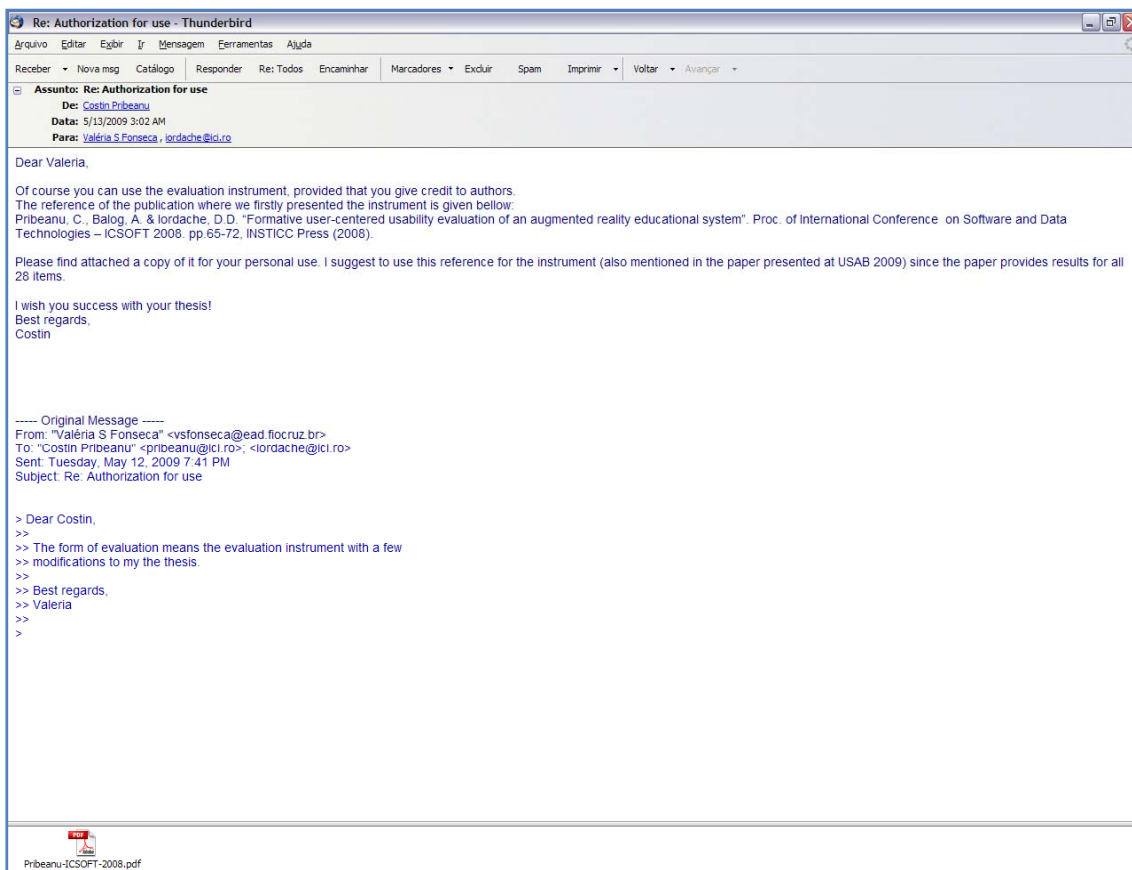 Re: Authorization for use - Thunderbird
Arquivo Editar Exibir Ir Mensagem Ferramentas Ajuda
Receber Nova msg Catálogo Responder Re: Todos Encaminhar Marcadores Excluir Spam Imprimir Voltar Avançar
Assunto: Re: Authorization for use
De: Costin Pribeanu
Data: 5/13/2009 3:02 AM
Para: Valéria S Fonseca , iordache@ici.ro
Dear Valeria,
Of course you can use the evaluation instrument, provided that you give credit to authors.
The reference of the publication where we firstly presented the instrument is given bellow:
Pribeanu, C., Balog, A. & Iordache, D.D. "Formative user-centered usability evaluation of an augmented reality educational system". Proc. of International Conference on Software and Data
Technologies – ICSOFT 2008. pp.65-72, INSTICC Press (2008).
Please find attached a copy of it for your personal use. I suggest to use this reference for the instrument (also mentioned in the paper presented at USAB 2009) since the paper provides results for all
28 items.
I wish you success with your thesis!
Best regards,
Costin
----- Original Message -----
From: "Valéria S Fonseca" <vsfonseca@ead.fiocruz.br>
To: "Costin Pribeanu" <pribeanu@ici.ro>; <iordache@ici.ro>
Sent: Tuesday, May 12, 2009 7:41 PM
Subject: Re: Authorization for use
> Dear Costin,
>>
>> The form of evaluation means the evaluation instrument with a few
>> modifications to my the thesis.
>>
>> Best regards,
>> Valeria
>>
>
PDF
Adobe
Pribeanu-ICSOFT-2008.pdf